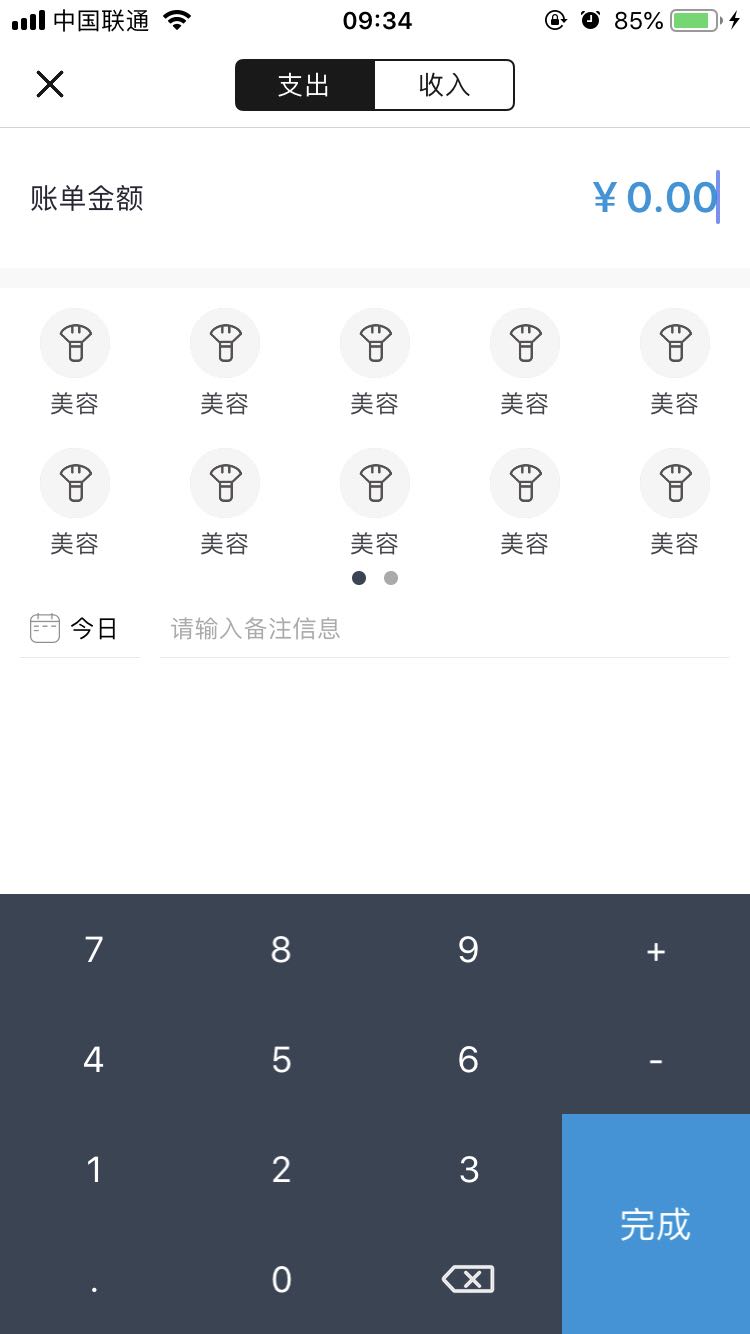 中国联通 09:34 85%
支出 收入
账单金额 ¥ 0.00
美容 美容 美容 美容 美容
美容 美容 美容 美容 美容
今日 请输入备注信息
7 8 9 +
4 5 6 -
1 2 3
完成
. 0